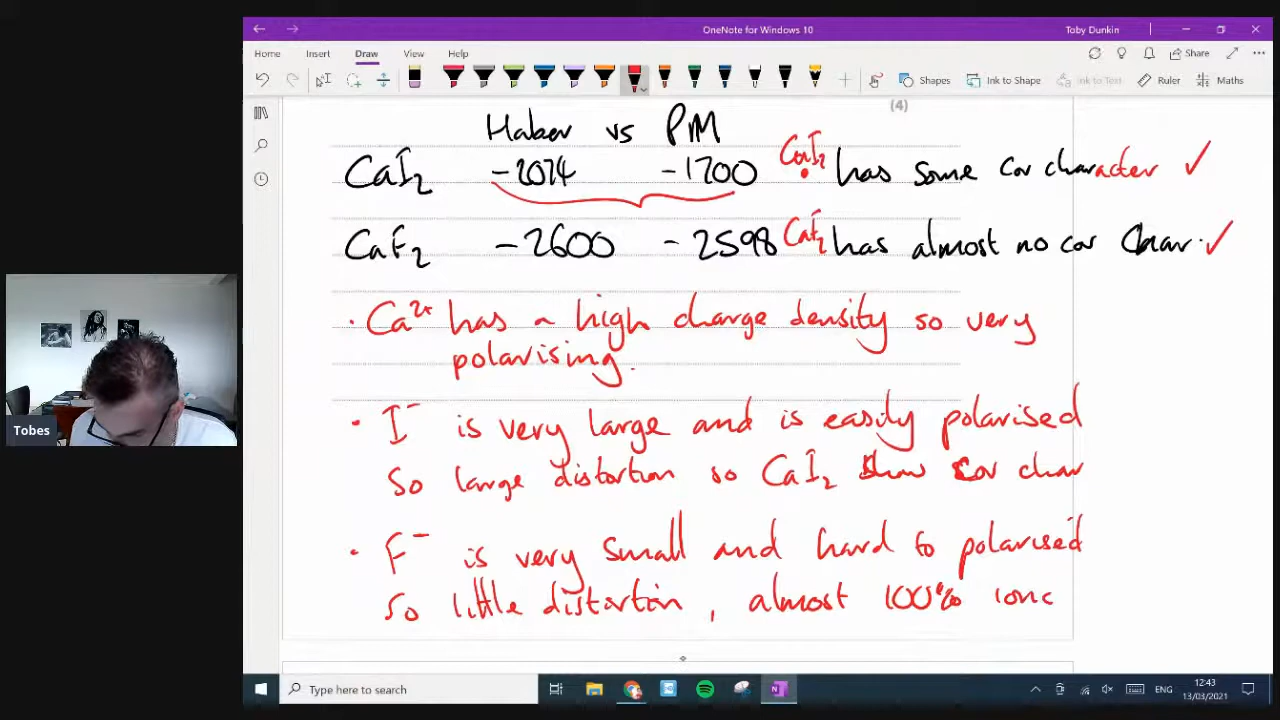 OneNote for Windows 10
Toby Dunkin
Home Insert Draw View Help
Share
Shapes Ink to Shape Ink to Text Ruler Maths
(4)
Haber vs PM
CaI2 -2074 -1700 CaI2 has some cov character ✓
CaF2 -2600 -2598 CaF2 has almost no cov char. ✓
· Ca2+ has a high charge density so very
polarising.
· I- is very large and is easily polarised
So large distortion so CaI2 show cov char
· F- is very small and hard to polarised
So little distortion, almost 100% ionc
Tobes
Type here to search
ENG
12:43
13/03/2021